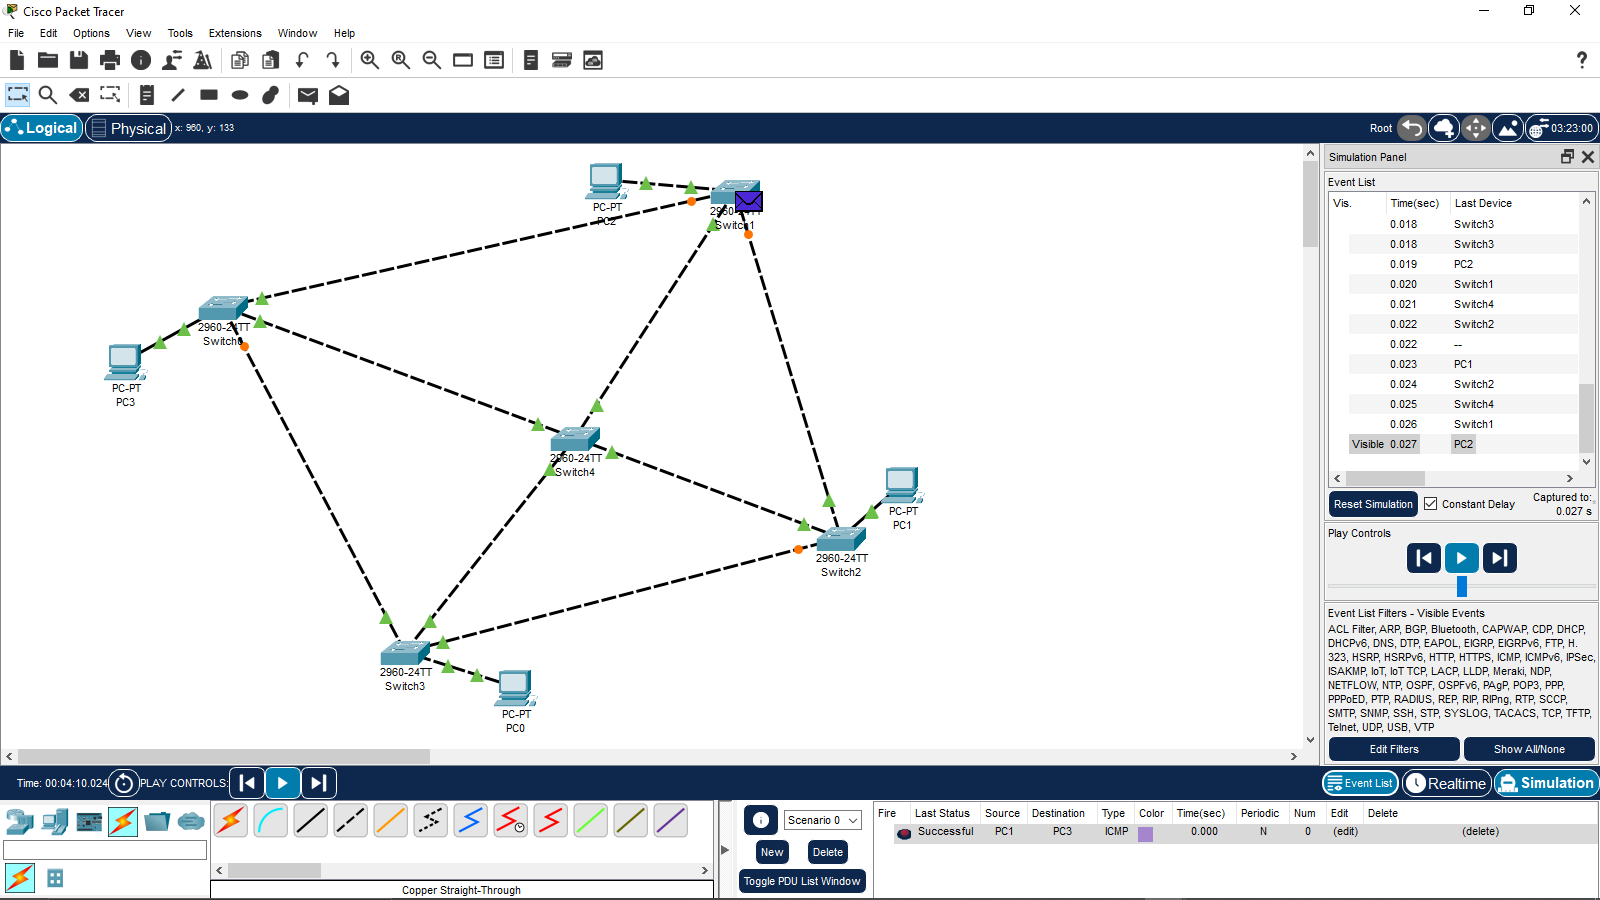 Cisco Packet Tracer
File Edit Options View Tools Extensions Window Help
Logical Physical x: 960, y: 133 Root 03:23:00
PC-PT
PC2
2960-24TT
Switch1
2960-24TT
Switch0
PC-PT
PC3
2960-24TT
Switch4
PC-PT
PC1
2960-24TT
Switch2
2960-24TT
Switch3
PC-PT
PC0
Simulation Panel
Event List
Vis. Time(sec) Last Device
0.018 Switch3
0.018 Switch3
0.019 PC2
0.020 Switch1
0.021 Switch4
0.022 Switch2
0.022 --
0.023 PC1
0.024 Switch2
0.025 Switch4
0.026 Switch1
Visible 0.027 PC2
Reset Simulation Constant Delay Captured to:
0.027 s
Play Controls
Event List Filters - Visible Events
ACL Filter, ARP, BGP, Bluetooth, CAPWAP, CDP, DHCP,
DHCPv6, DNS, DTP, EAPOL, EIGRP, EIGRPv6, FTP, H.
323, HSRP, HSRPv6, HTTP, HTTPS, ICMP, ICMPv6, IPSec,
ISAKMP, IoT, IoT TCP, LACP, LLDP, Meraki, NDP,
NETFLOW, NTP, OSPF, OSPFv6, PAgP, POP3, PPP,
PPPoED, PTP, RADIUS, REP, RIP, RIPng, RTP, SCCP,
SMTP, SNMP, SSH, STP, SYSLOG, TACACS, TCP, TFTP,
Telnet, UDP, USB, VTP
Edit Filters Show All/None
Time: 00:04:10.024 PLAY CONTROLS: Event List Realtime Simulation
Copper Straight-Through
Scenario 0
New Delete
Toggle PDU List Window
Fire Last Status Source Destination Type Color Time(sec) Periodic Num Edit Delete
Successful PC1 PC3 ICMP 0.000 N 0 (edit) (delete)